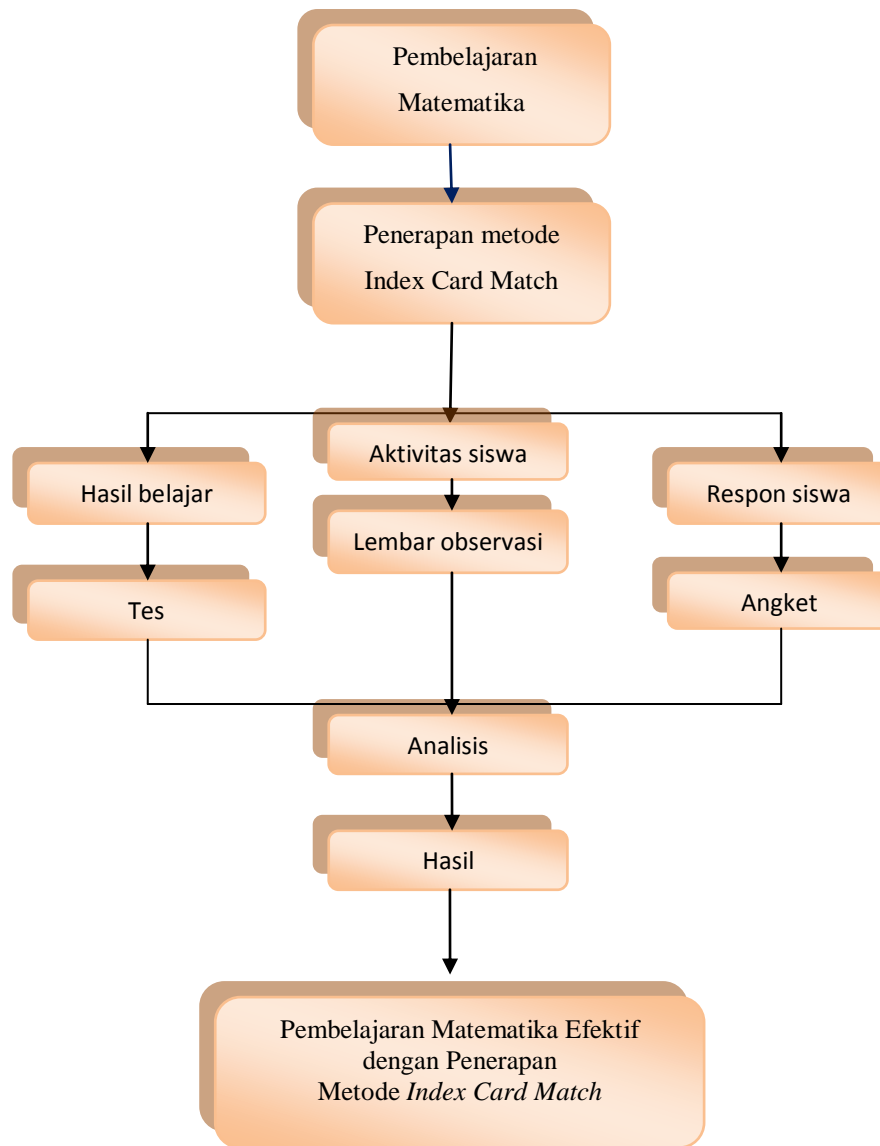 Pembelajaran
Matematika
Penerapan metode
Index Card Match
Hasil belajar
Aktivitas siswa
Respon siswa
Tes
Lembar observasi
Angket
Analisis
Hasil
Pembelajaran Matematika Efektif
dengan Penerapan
Metode Index Card Match